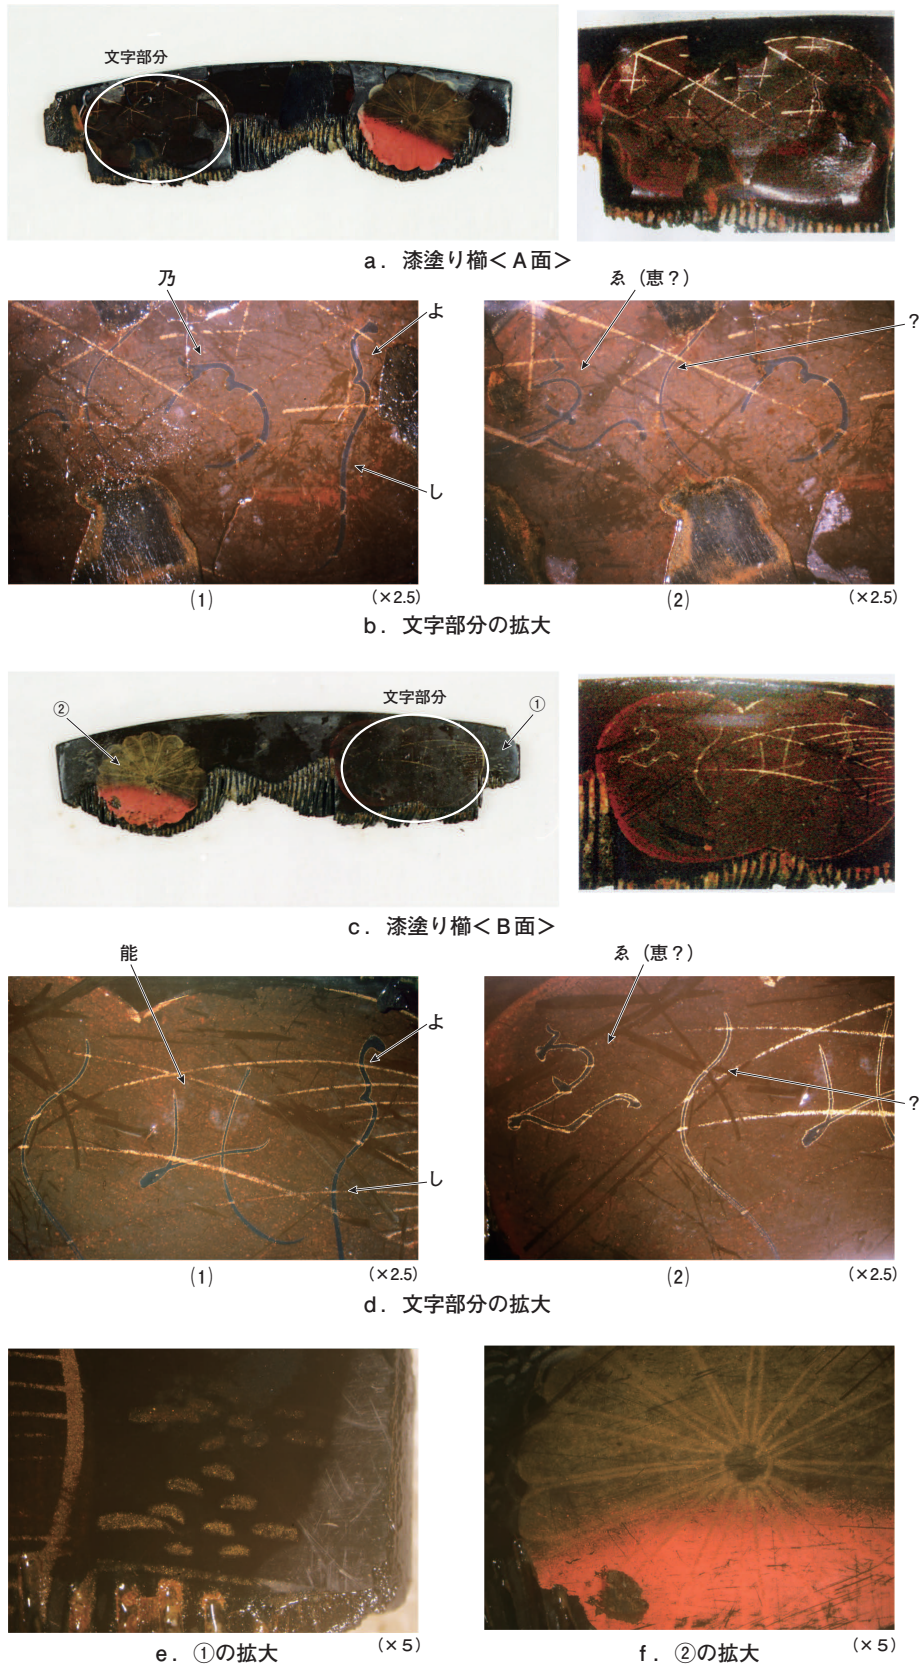 文字部分
a．漆塗り櫛＜A面＞
乃
よ
し
ゑ（恵？）
？
(1)
（×2.5）
(2)
（×2.5）
b．文字部分の拡大
②
文字部分
①
c．漆塗り櫛＜B面＞
能
よ
し
ゑ（恵？）
？
(1)
（×2.5）
(2)
（×2.5）
d．文字部分の拡大
e．①の拡大
（×5）
f．②の拡大
（×5）